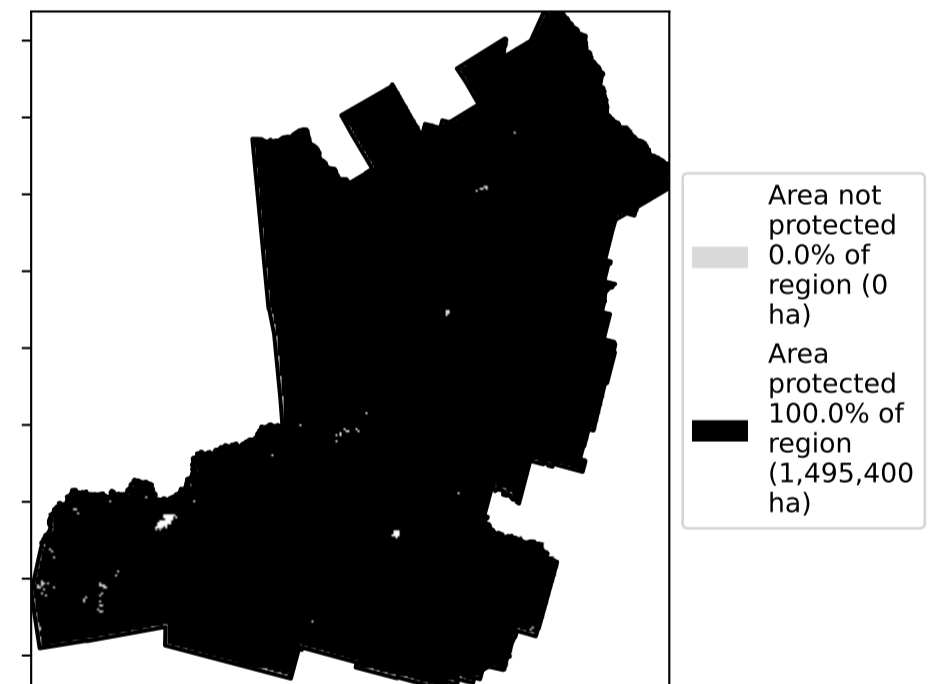 Area not
protected
0.0% of
region (0
ha)
Area
protected
100.0% of
region
(1,495,400
ha)